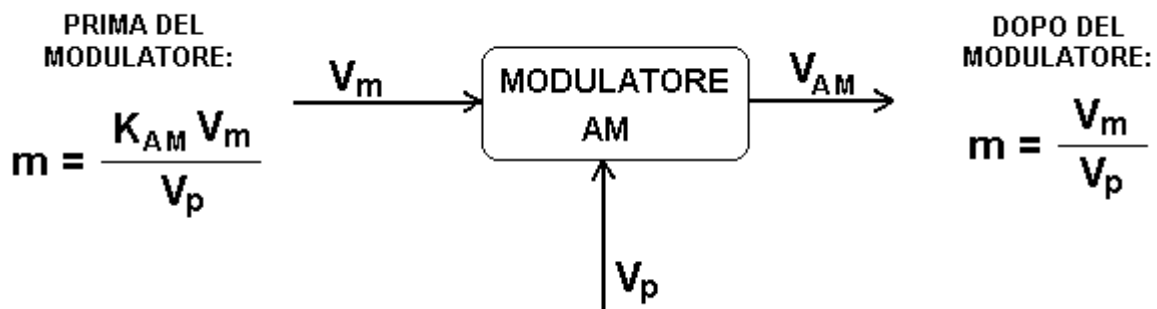 PRIMA DEL
MODULATORE:
m = K_AM V_m / V_p
V_m
MODULATORE
AM
V_AM
V_p
DOPO DEL
MODULATORE:
m = V_m / V_p